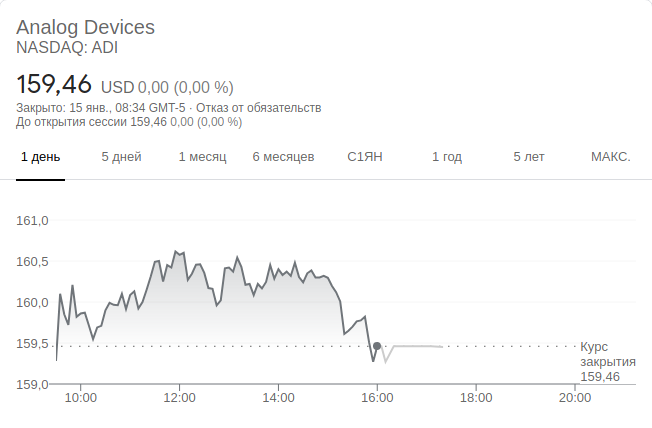 Analog Devices
NASDAQ: ADI
159,46 USD 0,00 (0,00 %)
Закрыто: 15 янв., 08:34 GMT-5 · Отказ от обязательств
До открытия сессии 159,46 0,00 (0,00 %)
1 день 5 дней 1 месяц 6 месяцев С1ЯН 1 год 5 лет МАКС.
161,0
160,5
160,0
159,5
159,0
Курс
закрытия
159,46
10:00 12:00 14:00 16:00 18:00 20:00